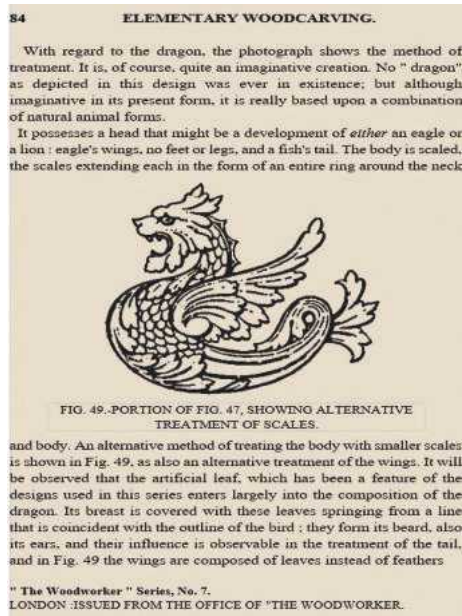 84 ELEMENTARY WOODCARVING.
With regard to the dragon, the photograph shows the method of
treatment. It is, of course, quite an imaginative creation. No " dragon"
as depicted in this design was ever in existence; but although
imaginative in its present form, it is really based upon a combination
of natural animal forms.
It possesses a head that might be a development of either an eagle or
a lion : eagle's wings, no feet or legs, and a fish's tail. The body is scaled,
the scales extending each in the form of an entire ring around the neck
FIG. 49.-PORTION OF FIG. 47, SHOWING ALTERNATIVE
TREATMENT OF SCALES.
and body. An alternative method of treating the body with smaller scales
is shown in Fig. 49, as also an alternative treatment of the wings. It will
be observed that the artificial leaf, which has been a feature of the
designs used in this series enters largely into the composition of the
dragon. Its breast is covered with these leaves springing from a line
that is coincident with the outline of the bird ; they form its beard, also
its ears, and their influence is observable in the treatment of the tail,
and in Fig. 49 the wings are composed of leaves instead of feathers
" The Woodworker " Series, No. 7.
LONDON :ISSUED FROM THE OFFICE OF "THE WOODWORKER.